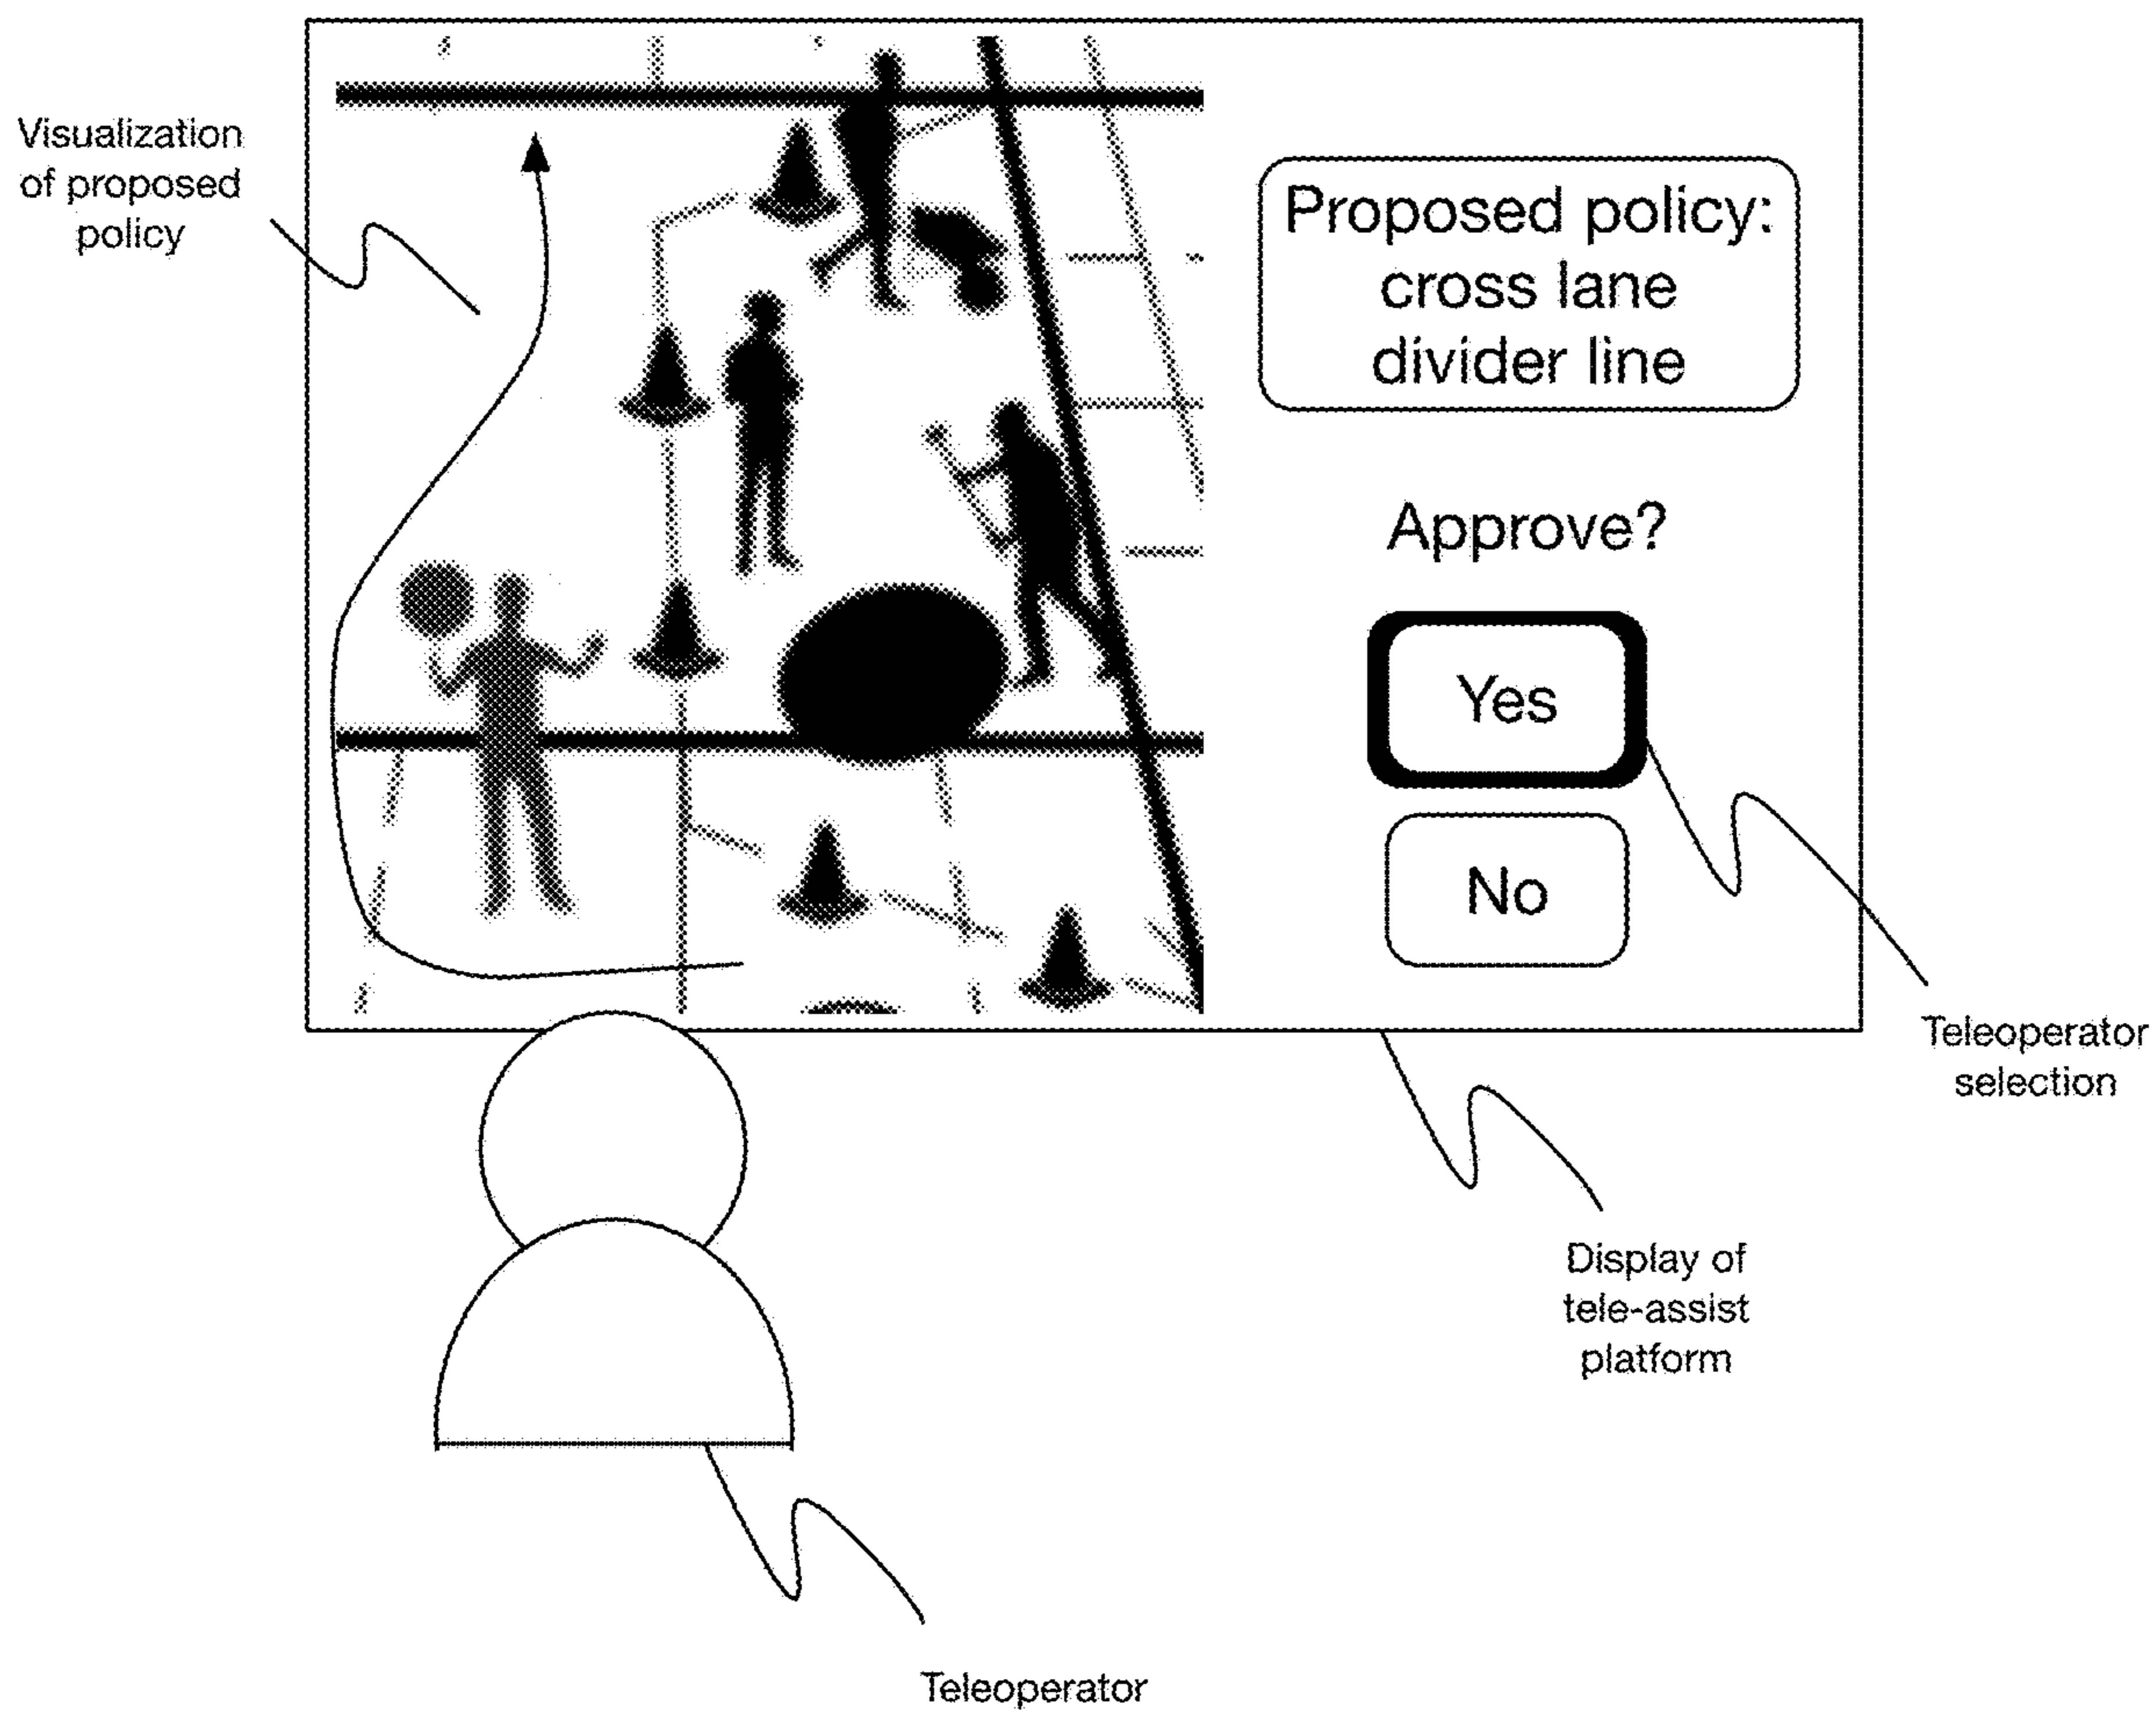 Visualization
of proposed
policy
Proposed policy:
cross lane
divider line
Approve?
Yes
No
Teleoperator
selection
Display of
tele-assist
platform
Teleoperator